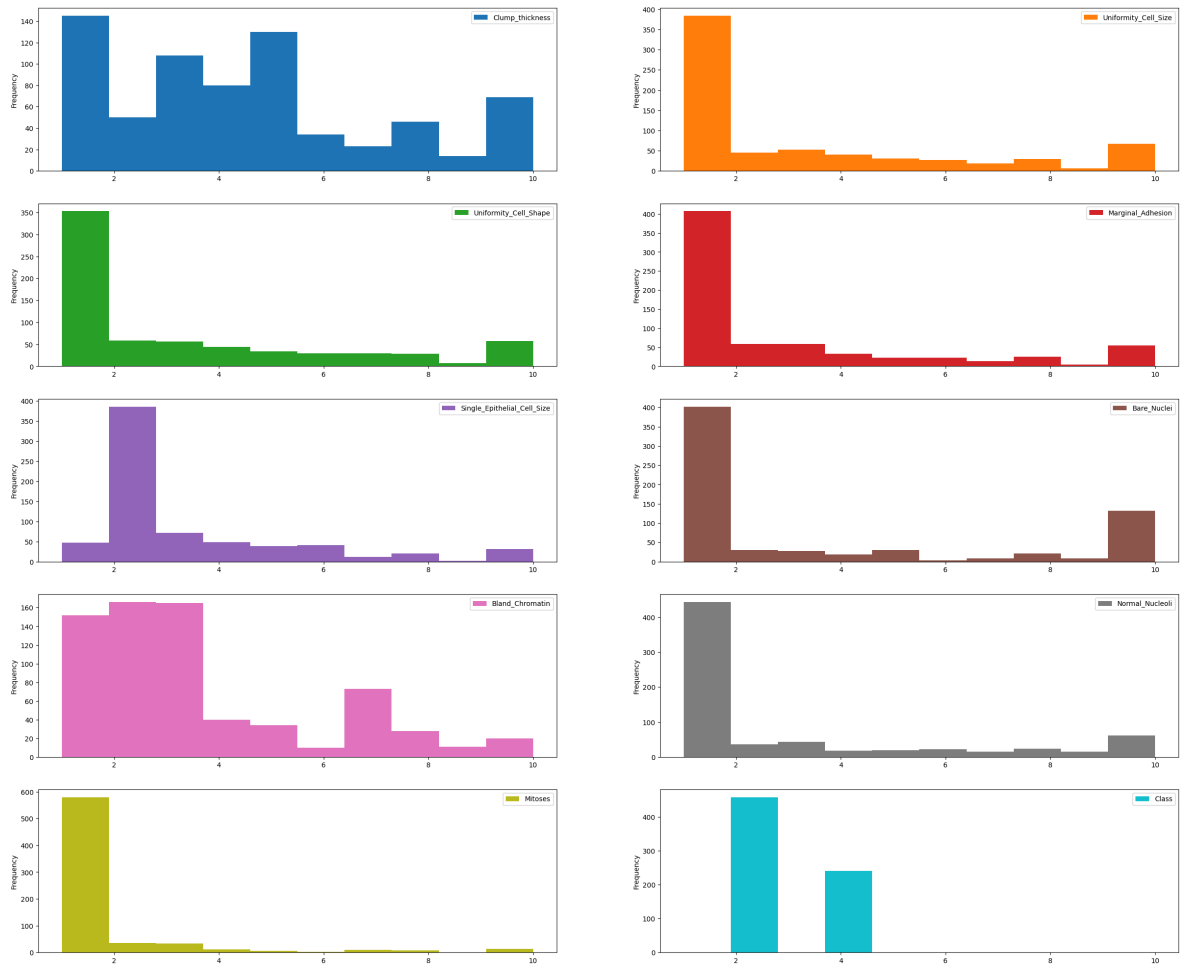 Clump_thickness
Frequency
140
120
100
80
60
40
20
0
2 4 6 8 10
Uniformity_Cell_Size
Frequency
400
350
300
250
200
150
100
50
0
2 4 6 8 10
Uniformity_Cell_Shape
Frequency
350
300
250
200
150
100
50
0
2 4 6 8 10
Marginal_Adhesion
Frequency
400
350
300
250
200
150
100
50
0
2 4 6 8 10
Single_Epithelial_Cell_Size
Frequency
400
350
300
250
200
150
100
50
0
2 4 6 8 10
Bare_Nuclei
Frequency
400
350
300
250
200
150
100
50
0
2 4 6 8 10
Bland_Chromatin
Frequency
160
140
120
100
80
60
40
20
0
2 4 6 8 10
Normal_Nucleoli
Frequency
400
300
200
100
0
2 4 6 8 10
Mitoses
Frequency
600
500
400
300
200
100
0
2 4 6 8 10
Class
Frequency
400
300
200
100
0
2 4 6 8 10